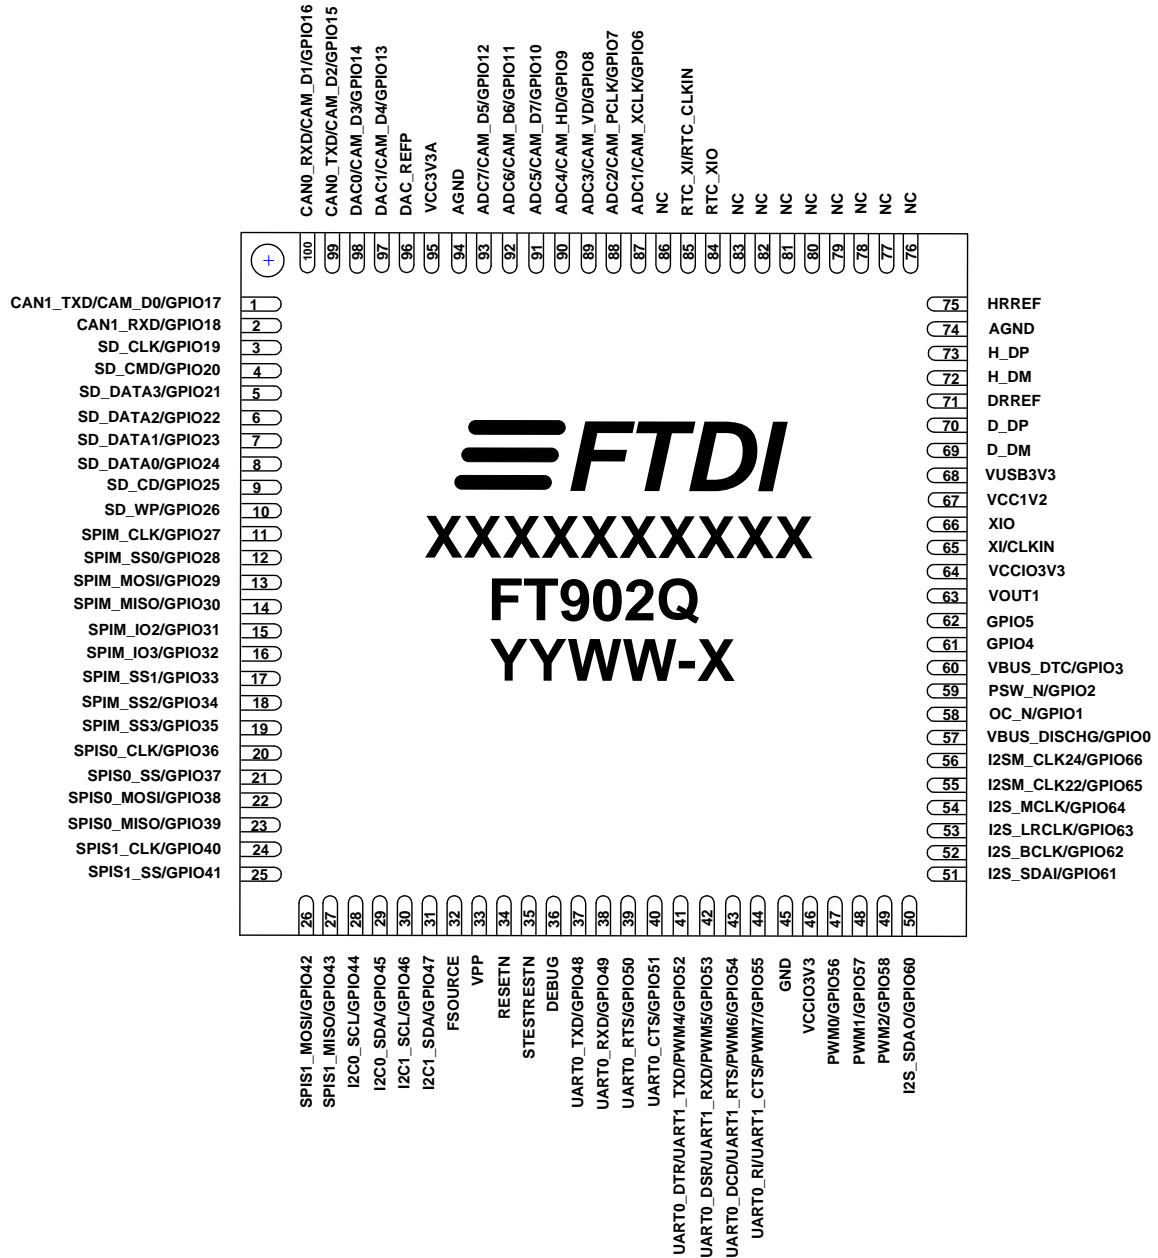 CAN0_RXD/CAM_D1/GPIO16
CAN0_TXD/CAM_D2/GPIO15
DAC0/CAM_D3/GPIO14
DAC1/CAM_D4/GPIO13
DAC_REFP
VCC3V3A
AGND
ADC7/CAM_D5/GPIO12
ADC6/CAM_D6/GPIO11
ADC5/CAM_D7/GPIO10
ADC4/CAM_HD/GPIO9
ADC3/CAM_VD/GPIO8
ADC2/CAM_PCLK/GPIO7
ADC1/CAM_XCLK/GPIO6
NC
RTC_XI/RTC_CLKIN
RTC_XIO
NC
NC
NC
NC
NC
NC
NC
NC
100
99
98
97
96
95
94
93
92
91
90
89
88
87
86
85
84
83
82
81
80
79
78
77
76
CAN1_TXD/CAM_D0/GPIO17 1
CAN1_RXD/GPIO18 2
SD_CLK/GPIO19 3
SD_CMD/GPIO20 4
SD_DATA3/GPIO21 5
SD_DATA2/GPIO22 6
SD_DATA1/GPIO23 7
SD_DATA0/GPIO24 8
SD_CD/GPIO25 9
SD_WP/GPIO26 10
SPIM_CLK/GPIO27 11
SPIM_SS0/GPIO28 12
SPIM_MOSI/GPIO29 13
SPIM_MISO/GPIO30 14
SPIM_IO2/GPIO31 15
SPIM_IO3/GPIO32 16
SPIM_SS1/GPIO33 17
SPIM_SS2/GPIO34 18
SPIM_SS3/GPIO35 19
SPIS0_CLK/GPIO36 20
SPIS0_SS/GPIO37 21
SPIS0_MOSI/GPIO38 22
SPIS0_MISO/GPIO39 23
SPIS1_CLK/GPIO40 24
SPIS1_SS/GPIO41 25
FTDI
XXXXXXXXXX
FT902Q
YYWW-X
75 HRREF
74 AGND
73 H_DP
72 H_DM
71 DRREF
70 D_DP
69 D_DM
68 VUSB3V3
67 VCC1V2
66 XIO
65 XI/CLKIN
64 VCCIO3V3
63 VOUT1
62 GPIO5
61 GPIO4
60 VBUS_DTC/GPIO3
59 PSW_N/GPIO2
58 OC_N/GPIO1
57 VBUS_DISCHG/GPIO0
56 I2SM_CLK24/GPIO66
55 I2SM_CLK22/GPIO65
54 I2S_MCLK/GPIO64
53 I2S_LRCLK/GPIO63
52 I2S_BCLK/GPIO62
51 I2S_SDAI/GPIO61
26
27
28
29
30
31
32
33
34
35
36
37
38
39
40
41
42
43
44
45
46
47
48
49
50
SPIS1_MOSI/GPIO42
SPIS1_MISO/GPIO43
I2C0_SCL/GPIO44
I2C0_SDA/GPIO45
I2C1_SCL/GPIO46
I2C1_SDA/GPIO47
FSOURCE
VPP
RESETN
STESTRESTN
DEBUG
UART0_TXD/GPIO48
UART0_RXD/GPIO49
UART0_RTS/GPIO50
UART0_CTS/GPIO51
UART0_DTR/UART1_TXD/PWM4/GPIO52
UART0_DSR/UART1_RXD/PWM5/GPIO53
UART0_DCD/UART1_RTS/PWM6/GPIO54
UART0_RI/UART1_CTS/PWM7/GPIO55
GND
VCCIO3V3
PWM0/GPIO56
PWM1/GPIO57
PWM2/GPIO58
I2S_SDAO/GPIO60